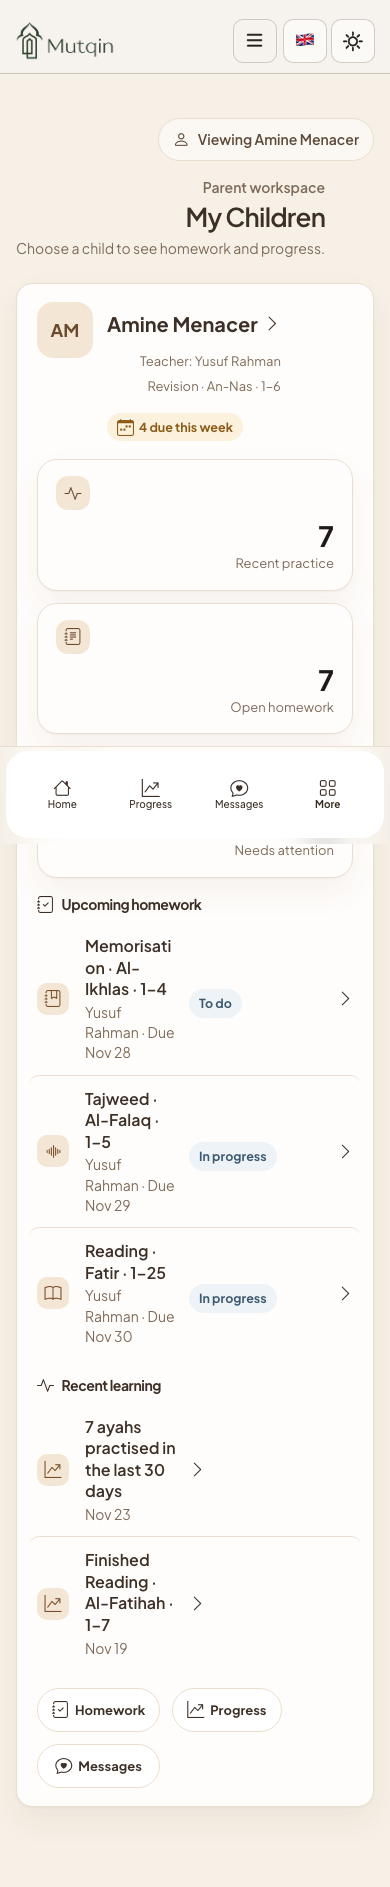 Mutqin
Viewing Amine Menacer
Parent workspace
My Children
Choose a child to see homework and progress.
AM
Amine Menacer
Teacher: Yusuf Rahman
Revision · An-Nas · 1–6
4 due this week
7
Recent practice
7
Open homework
Home
Progress
Messages
More
Needs attention
Upcoming homework
Memorisati
on · Al-
Ikhlas · 1–4
Yusuf
Rahman · Due
Nov 28
To do
Tajweed ·
Al-Falaq ·
1–5
Yusuf
Rahman · Due
Nov 29
In progress
Reading ·
Fatir · 1–25
Yusuf
Rahman · Due
Nov 30
In progress
Recent learning
7 ayahs
practised in
the last 30
days
Nov 23
Finished
Reading ·
Al-Fatihah ·
1–7
Nov 19
Homework
Progress
Messages